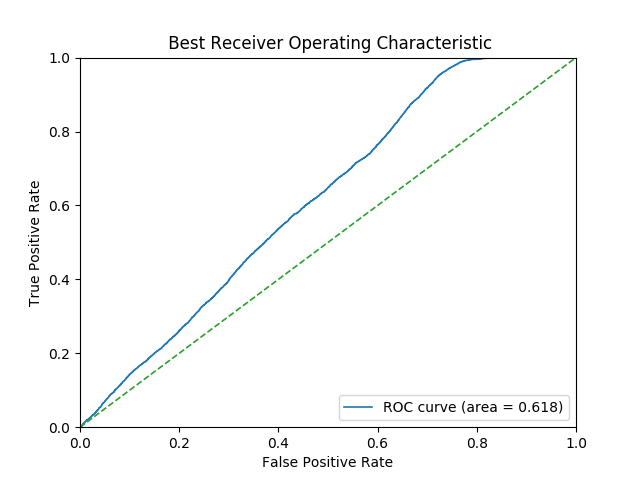 Best Receiver Operating Characteristic
1.0
0.8
0.6
0.4
0.2
0.0
True Positive Rate
ROC curve (area = 0.618)
0.0 0.2 0.4 0.6 0.8 1.0
False Positive Rate